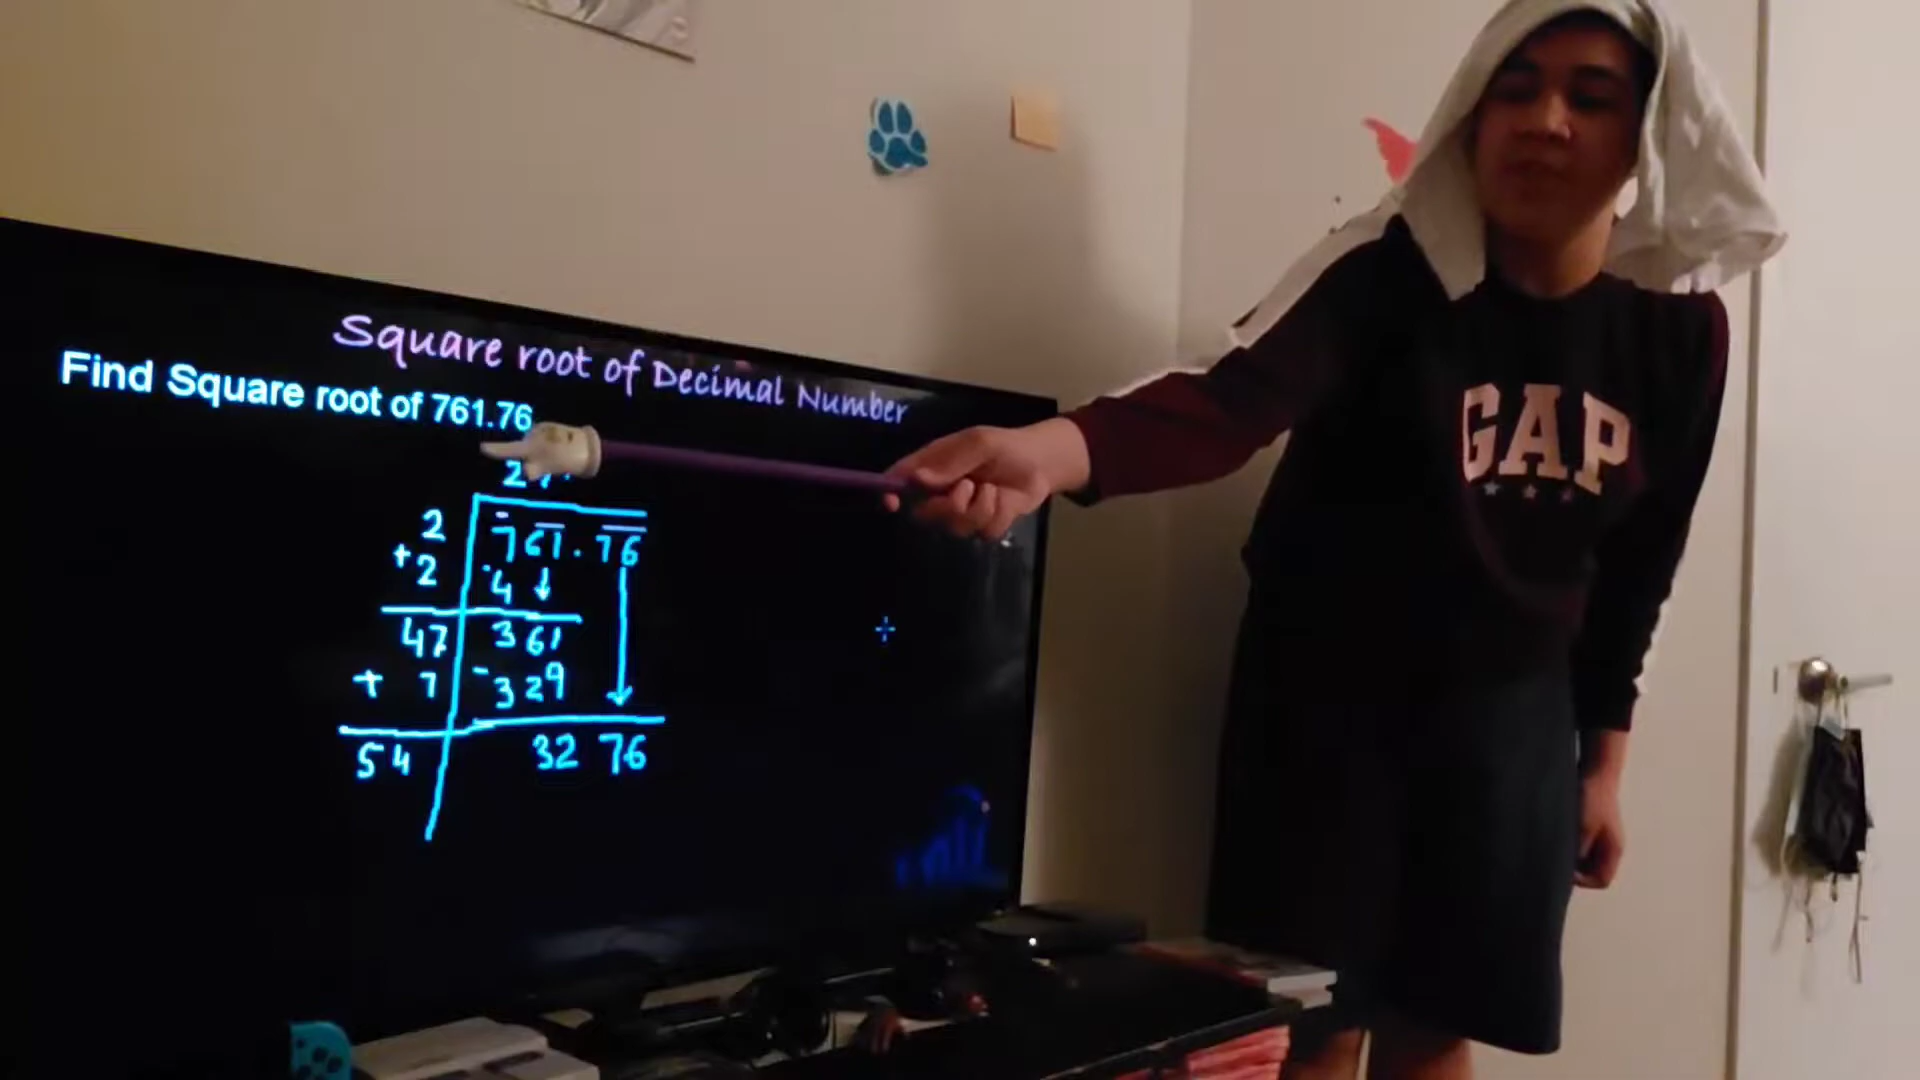 Square root of Decimal Number
Find Square root of 761.76
2
2 761.76
+2 -4 ↓
47 361
+ 7 -329
54 32 76
GAP